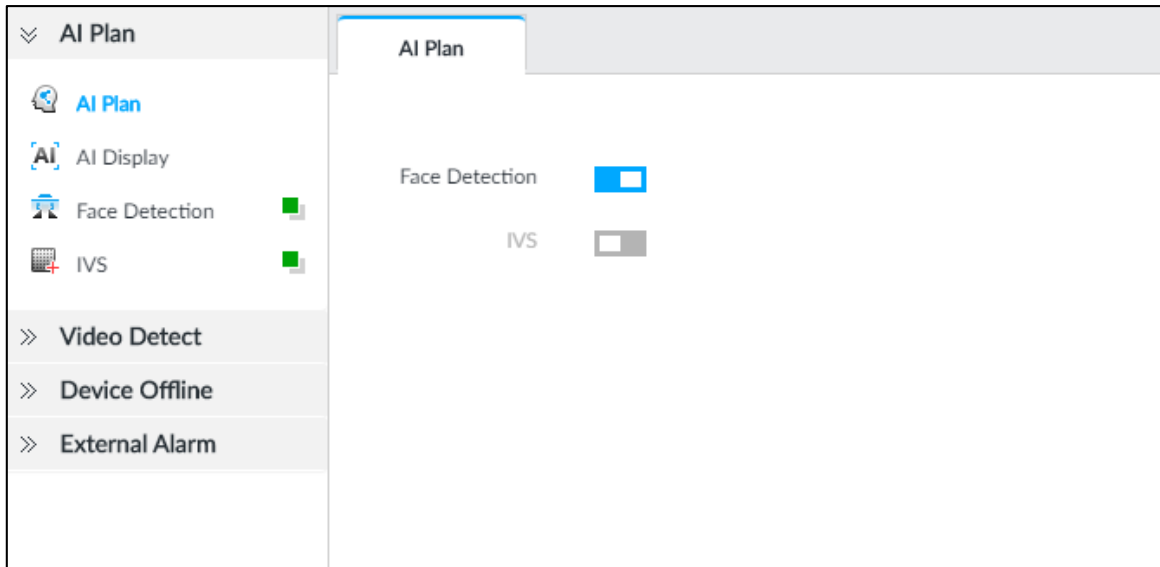 AI Plan
AI Plan
AI Plan
AI AI Display
Face Detection
IVS
Video Detect
Device Offline
External Alarm
Face Detection
IVS